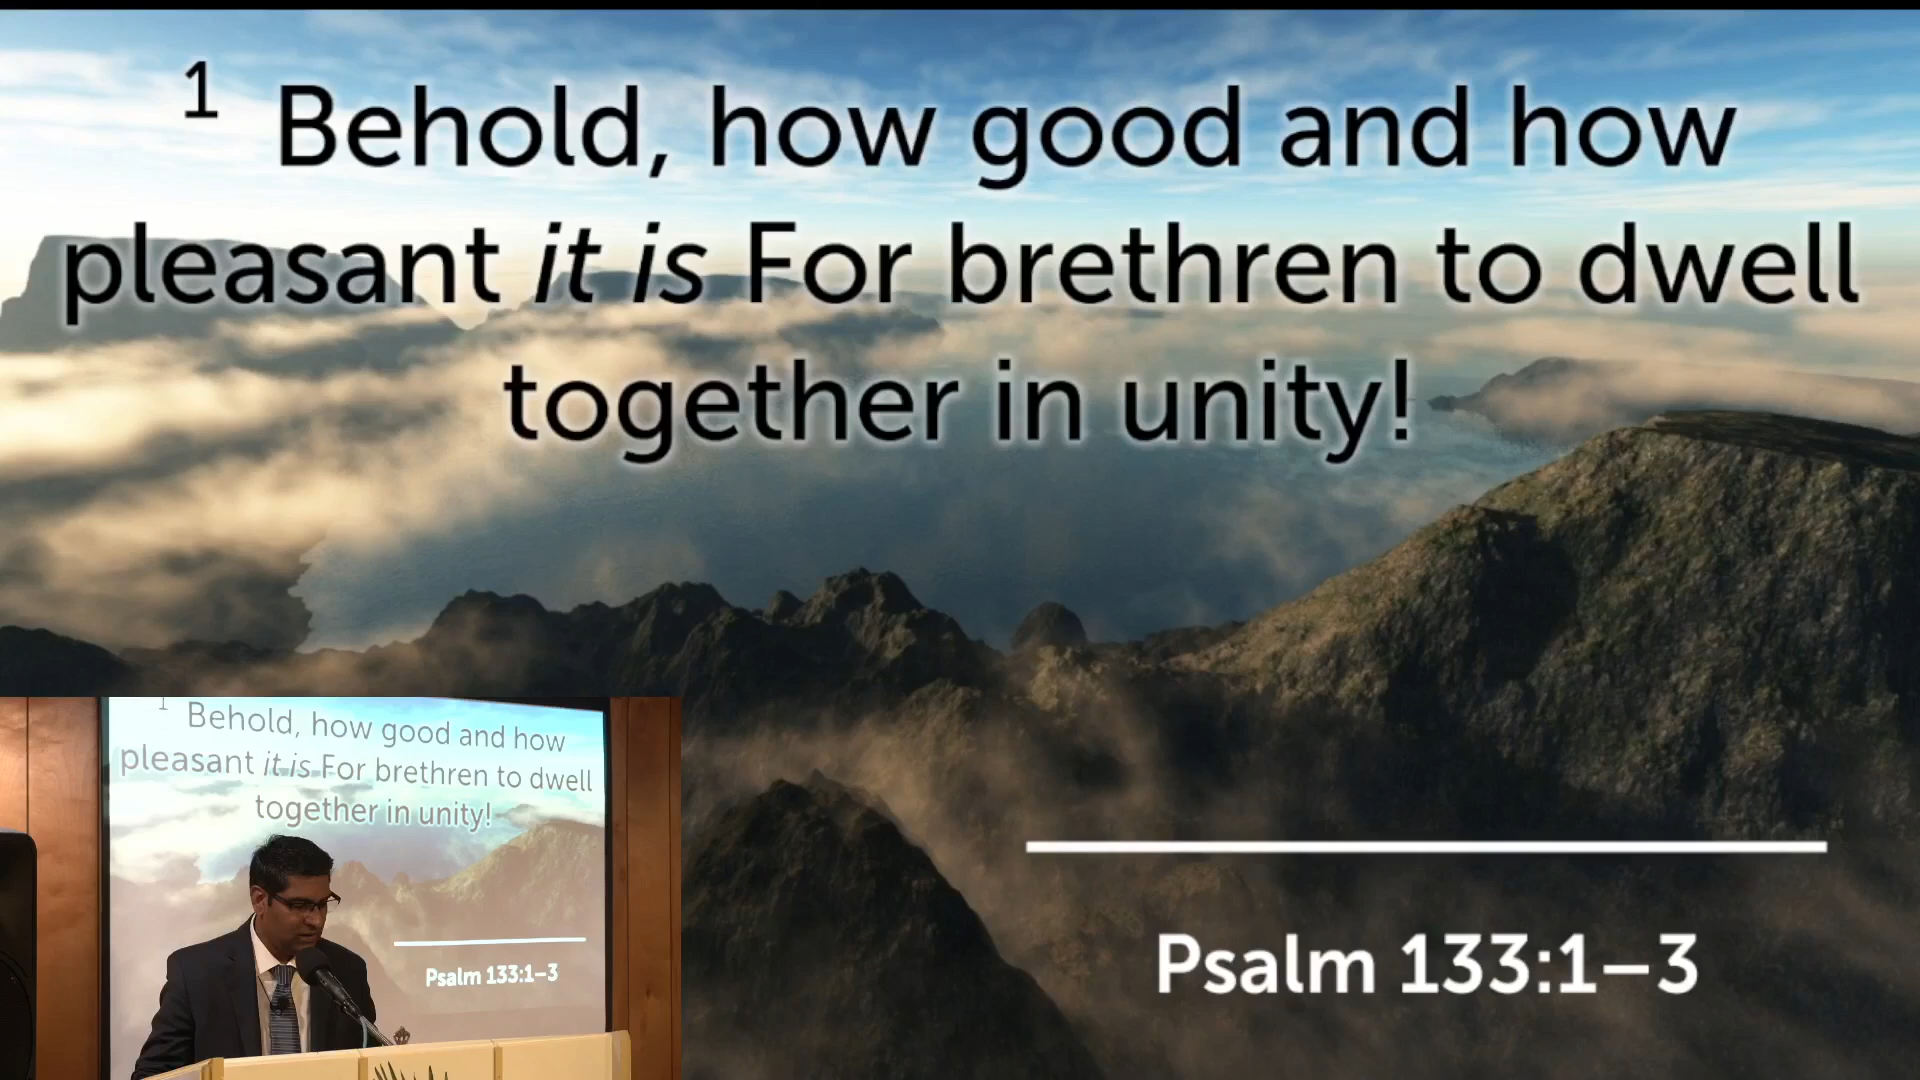 1 Behold, how good and how
pleasant it is For brethren to dwell
together in unity!
Psalm 133:1–3
1 Behold, how good and how
pleasant it is For brethren to dwell
together in unity!
Psalm 133:1–3